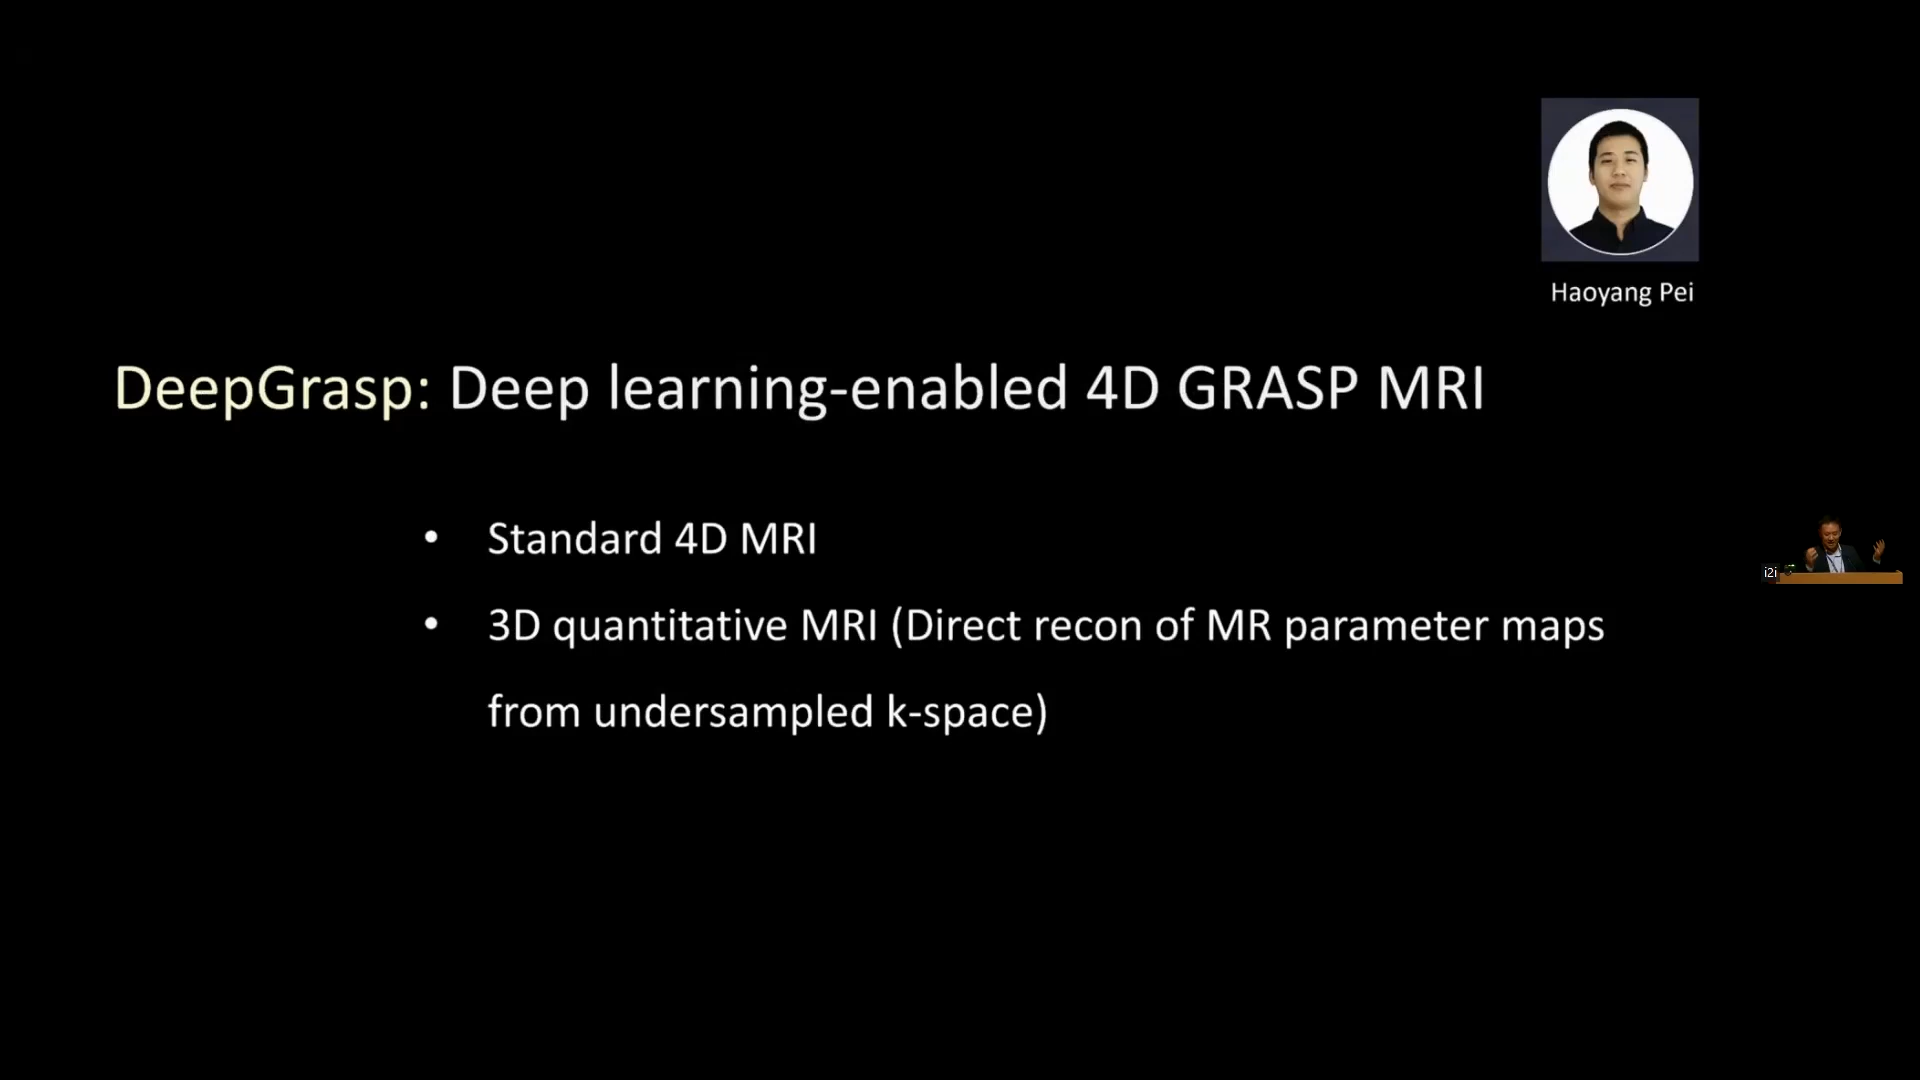 Haoyang Pei
DeepGrasp: Deep learning-enabled 4D GRASP MRI
• Standard 4D MRI
• 3D quantitative MRI (Direct recon of MR parameter maps
from undersampled k-space)
i2i